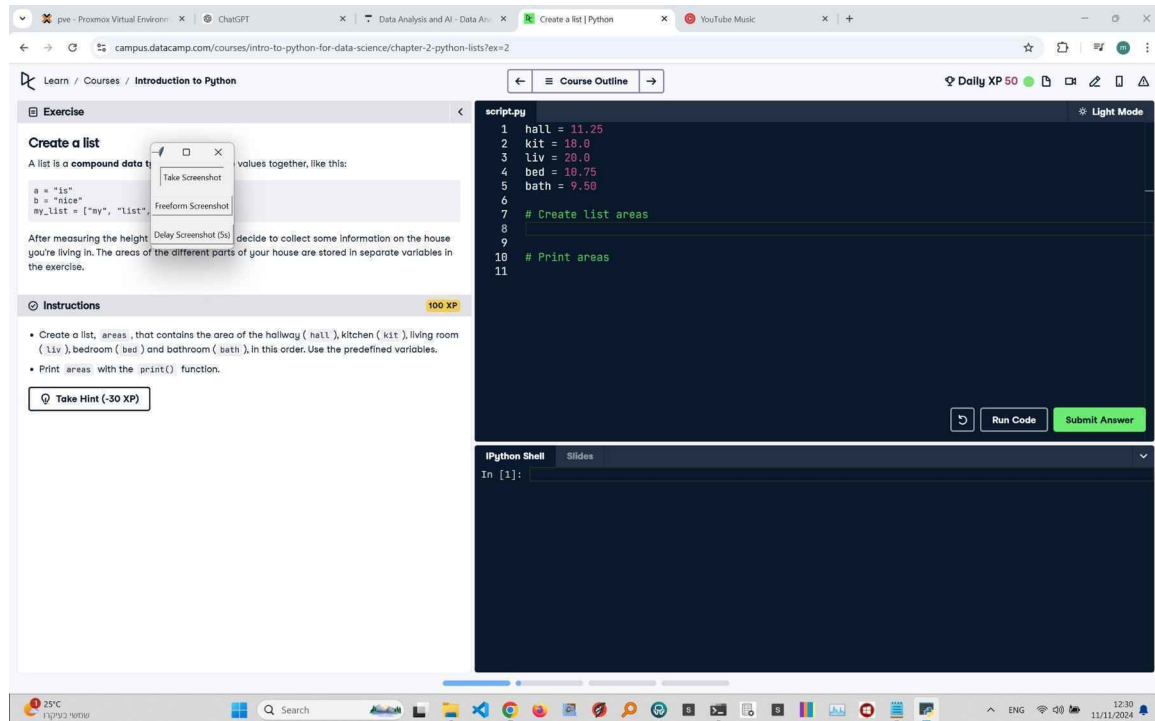 pve - Proxmox Virtual Environm
ChatGPT
Data Analysis and AI - Data Ana
Create a list | Python
YouTube Music
campus.datacamp.com/courses/intro-to-python-for-data-science/chapter-2-python-lists?ex=2
m
Learn / Courses / Introduction to Python
Course Outline
Daily XP 50
Exercise
Create a list
A list is a compound data t values together, like this:
a = "is"
b = "nice"
my_list = ["my", "list",
After measuring the height decide to collect some information on the house
you're living in. The areas of the different parts of your house are stored in separate variables in
the exercise.
Take Screenshot
Freeform Screenshot
Delay Screenshot (5s)
Instructions
100 XP
• Create a list, areas , that contains the area of the hallway ( hall ), kitchen ( kit ), living room
( liv ), bedroom ( bed ) and bathroom ( bath ), in this order. Use the predefined variables.
• Print areas with the print() function.
Take Hint (-30 XP)
script.py
Light Mode
1 hall = 11.25
2 kit = 18.0
3 liv = 20.0
4 bed = 10.75
5 bath = 9.50
6
7 # Create list areas
8
9
10 # Print areas
11
Run Code
Submit Answer
IPython Shell
Slides
In [1]:
1
25°C
שמשי בעיקרו
Search
ENG
12:30
11/11/2024